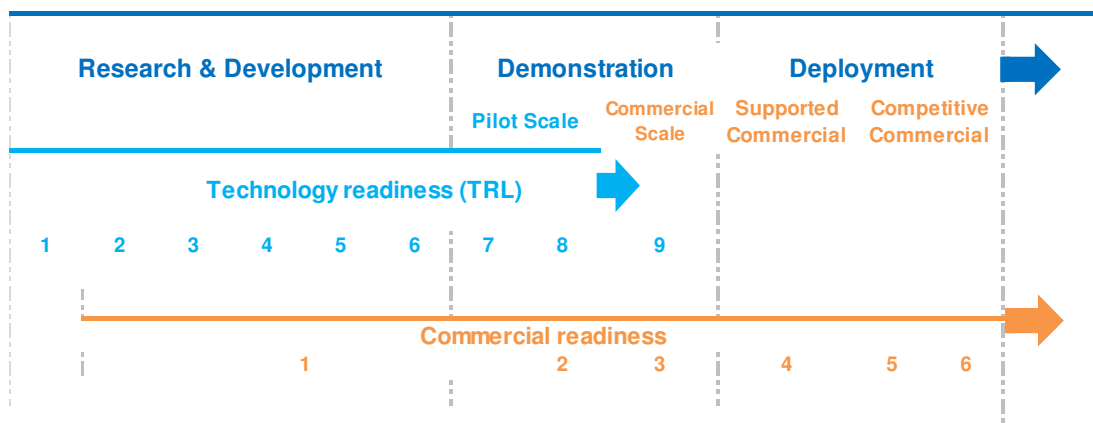 Research & Development Demonstration Deployment
Pilot Scale Commercial Scale Supported Commercial Competitive Commercial
Technology readiness (TRL)
1 2 3 4 5 6 7 8 9
Commercial readiness
1 2 3 4 5 6